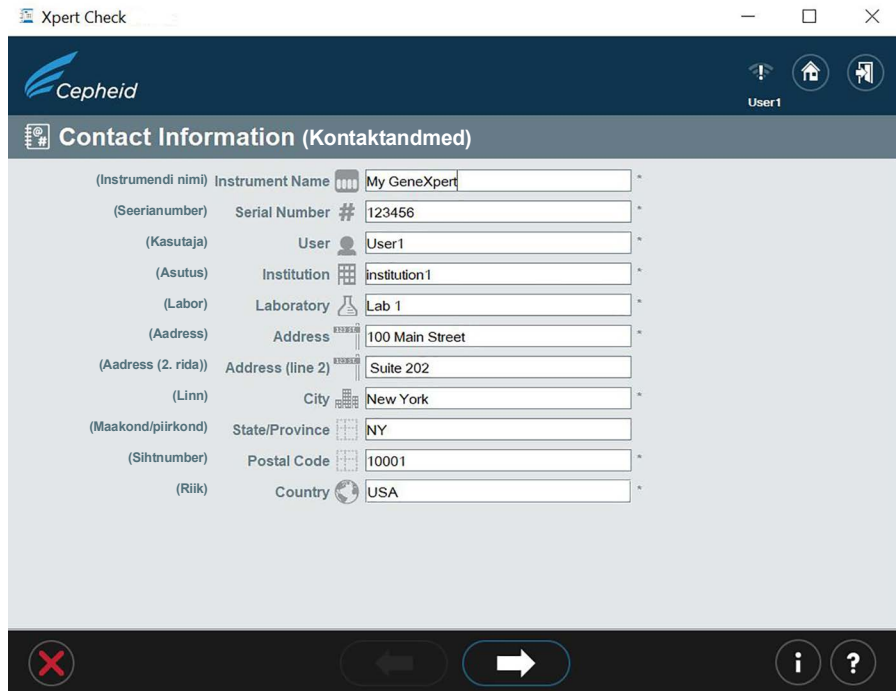 Xpert Check
Cepheid
User1
Contact Information (Kontaktandmed)
(Instrumendi nimi) Instrument Name My GeneXpert *
(Seerianumber) Serial Number # 123456 *
(Kasutaja) User User1 *
(Asutus) Institution institution1 *
(Labor) Laboratory Lab 1 *
(Aadress) Address 100 Main Street *
(Aadress (2. rida)) Address (line 2) Suite 202
(Linn) City New York *
(Maakond/piirkond) State/Province NY
(Sihtnumber) Postal Code 10001 *
(Riik) Country USA *
i ?